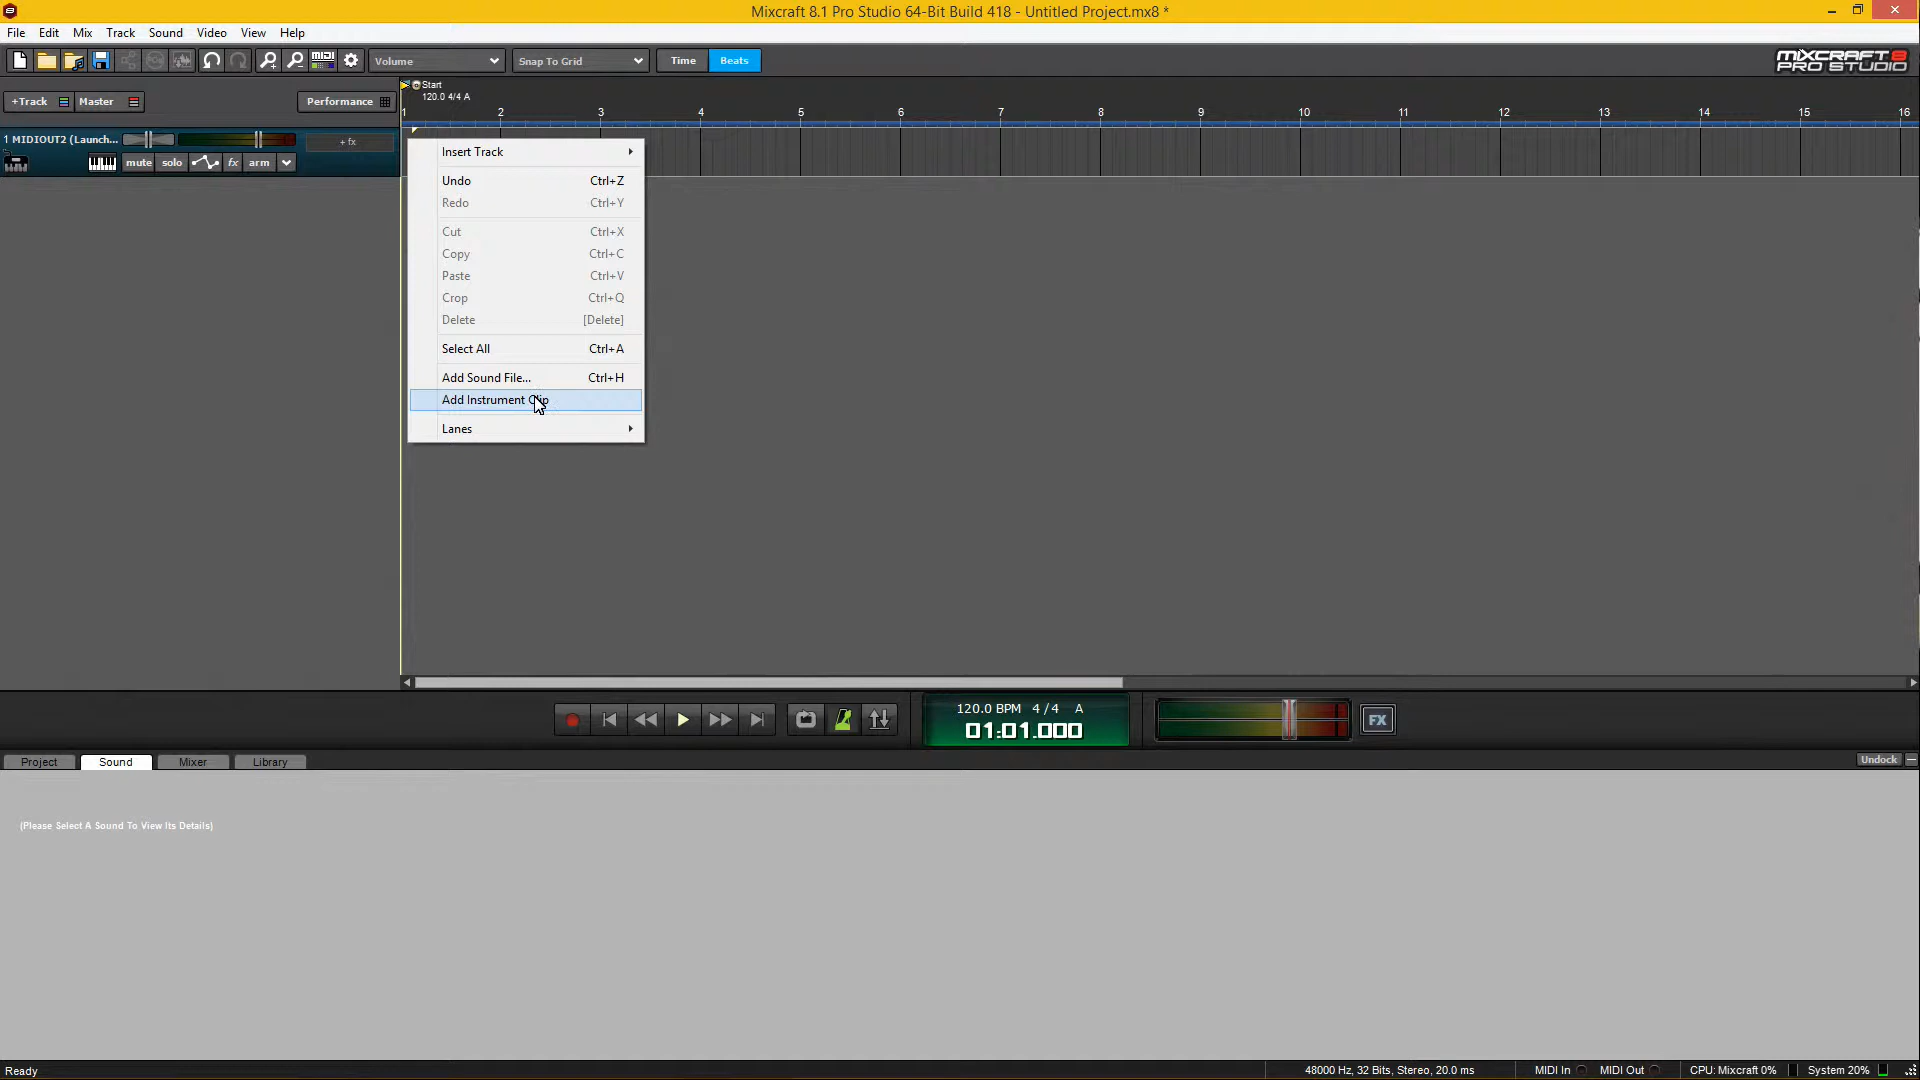 Mixcraft 8.1 Pro Studio 64-Bit Build 418 - Untitled Project.mx8 *
File Edit Mix Track Sound Video View Help
midi Volume Snap To Grid Time Beats MIXCRAFT 8
PRO STUDIO
+Track Master Performance
Start
120.0 4/4 A
1 2 3 4 5 6 7 8 9 10 11 12 13 14 15 16
1 MIDIOUT2 (Launch... + fx
mute solo fx arm
Insert Track
Undo Ctrl+Z
Redo Ctrl+Y
Cut Ctrl+X
Copy Ctrl+C
Paste Ctrl+V
Crop Ctrl+Q
Delete [Delete]
Select All Ctrl+A
Add Sound File... Ctrl+H
Add Instrument Clip
Lanes
120.0 BPM 4/4 A
01:01.000
FX
Project Sound Mixer Library Undock
(Please Select A Sound To View Its Details)
Ready 48000 Hz, 32 Bits, Stereo, 20.0 ms MIDI In MIDI Out CPU: Mixcraft 0% System 20%